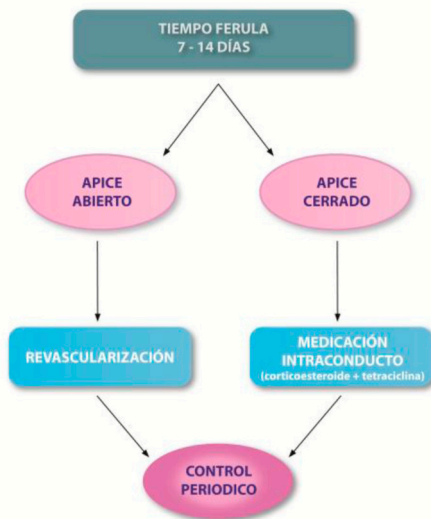 TIEMPO FERULA
7 - 14 DÍAS
APICE
ABIERTO
APICE
CERRADO
REVASCULARIZACIÓN
MEDICACIÓN
INTRACONDUCTO
(corticoesteroide + tetraciclina)
CONTROL
PERIODICO